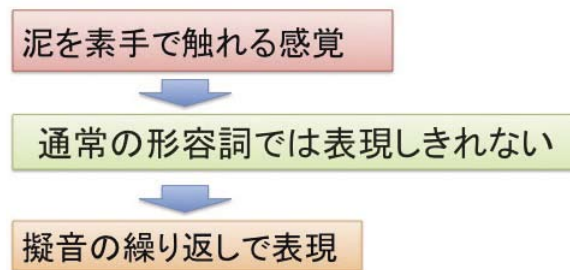 泥を素手で触れる感覚
通常の形容詞では表現しきれない
擬音の繰り返しで表現